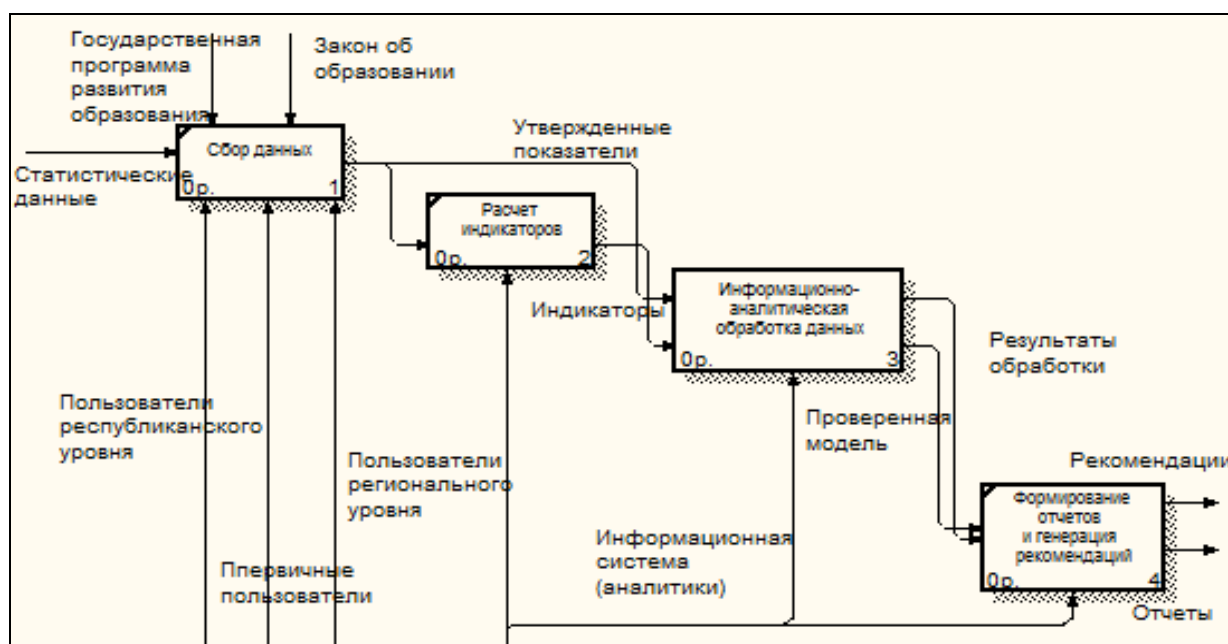 Государственная
программа
развития
образования
Закон об
образовании
Статистические
данные
Сбор данных
0р.
1
Утвержденные
показатели
Расчет
индикаторов
0р.
2
Индикаторы
Информационно-
аналитическая
обработка данных
0р.
3
Результаты
обработки
Пользователи
республиканского
уровня
Пользователи
регионального
уровня
Ппервичные
пользователи
Проверенная
модель
Информационная
система
(аналитики)
Рекомендации
Формирование
отчетов
и генерация
рекомендаций
0р.
4
Отчеты